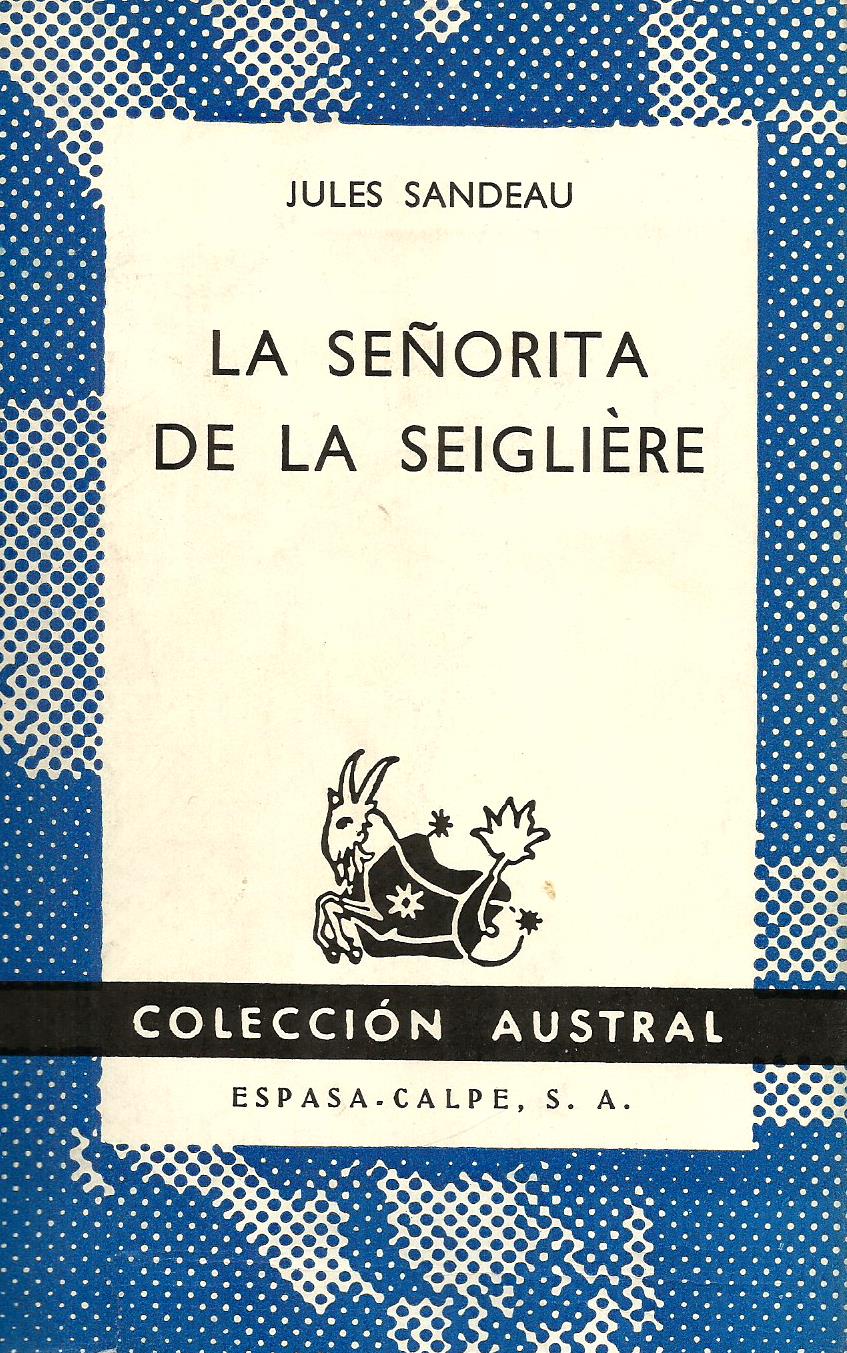 JULES SANDEAU
LA SEÑORITA
DE LA SEIGLIÈRE
COLECCIÓN AUSTRAL
ESPASA-CALPE, S. A.